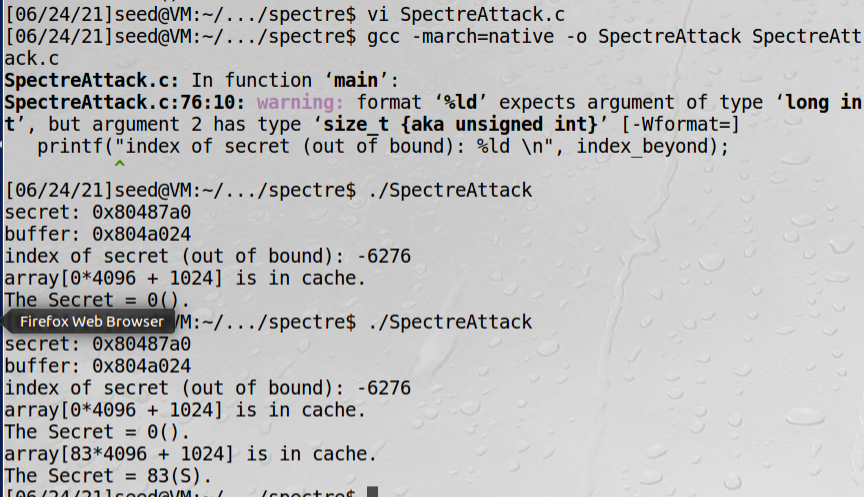 [06/24/21]seed@VM:~/.../spectre$ vi SpectreAttack.c
[06/24/21]seed@VM:~/.../spectre$ gcc -march=native -o SpectreAttack SpectreAtt
ack.c
SpectreAttack.c: In function ‘main’:
SpectreAttack.c:76:10: warning: format ‘%ld’ expects argument of type ‘long in
t’, but argument 2 has type ‘size_t {aka unsigned int}’ [-Wformat=]
printf("index of secret (out of bound): %ld \n", index_beyond);
^
[06/24/21]seed@VM:~/.../spectre$ ./SpectreAttack
secret: 0x80487a0
buffer: 0x804a024
index of secret (out of bound): -6276
array[0*4096 + 1024] is in cache.
The Secret = 0().
Firefox Web Browser VM:~/.../spectre$ ./SpectreAttack
secret: 0x80487a0
buffer: 0x804a024
index of secret (out of bound): -6276
array[0*4096 + 1024] is in cache.
The Secret = 0().
array[83*4096 + 1024] is in cache.
The Secret = 83(S).
[06/24/21]seed@VM:~/.../spectre$